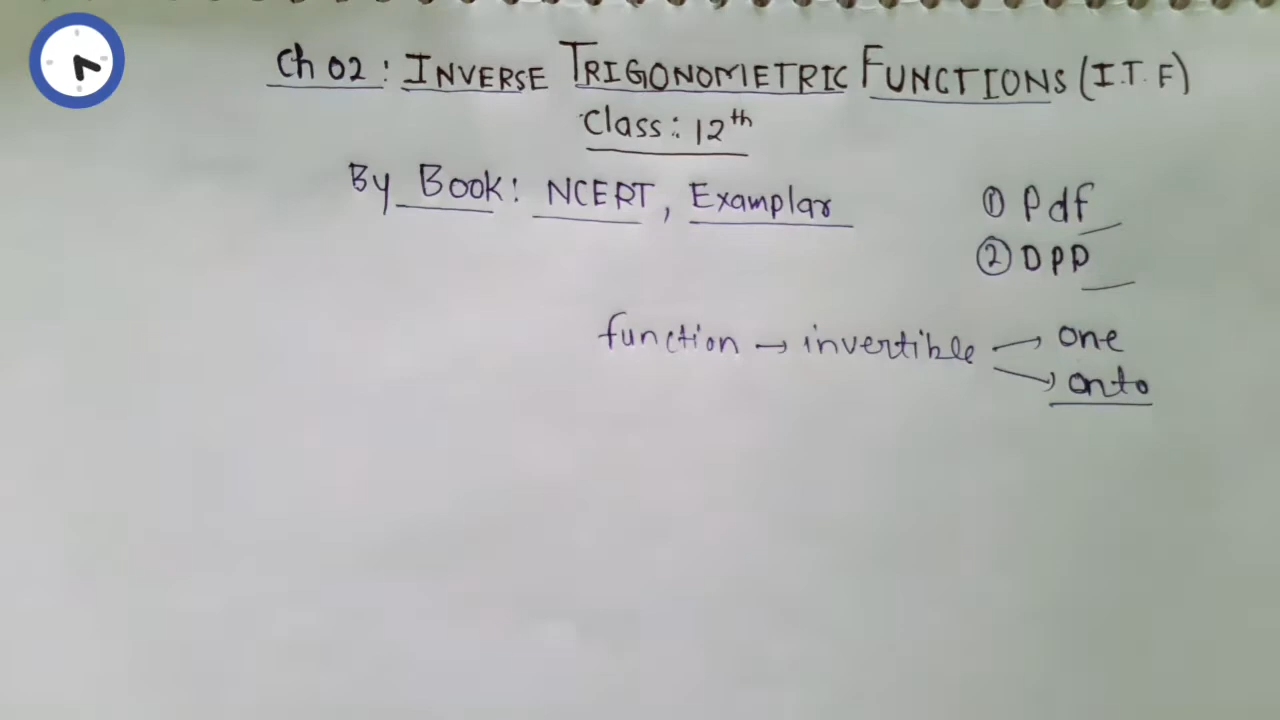 Ch 02 : INVERSE TRIGONOMETRIC FUNCTIONS (I.T.F)
Class: 12th
By Book: NCERT, Examplar
① Pdf
② DPP
function → invertible → one
→ onto